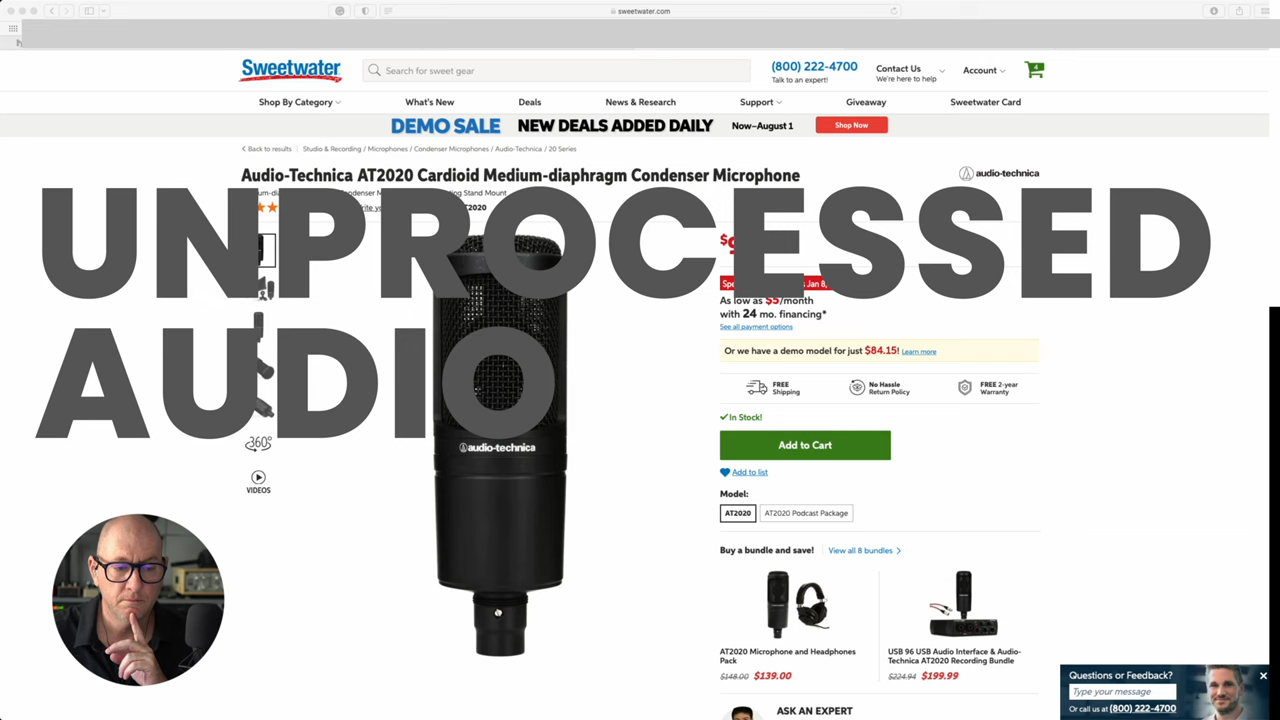 sweetwater.com
Sweetwater
Search for sweet gear
(800) 222-4700
Talk to an expert!
Contact Us
We're here to help
Account
4
Shop By Category
What's New
Deals
News & Research
Support
Giveaway
Sweetwater Card
DEMO SALE NEW DEALS ADDED DAILY Now–August 1 Shop Now
Back to results
Studio & Recording / Microphones / Condenser Microphones / Audio-Technica / 20 Series
Audio-Technica AT2020 Cardioid Medium-diaphragm Condenser Microphone
audio-technica
Stand Mount
UNPROCESSED
AUDIO
$
Jan 8,
As low as $5/month
with 24 mo. financing*
See all payment options
Or we have a demo model for just $84.15! Learn more
FREE
Shipping
No Hassle
Return Policy
FREE 2-year
Warranty
In Stock!
Add to Cart
Add to list
360°
VIDEOS
audio-technica
Model:
AT2020
AT2020 Podcast Package
Buy a bundle and save!
View all 8 bundles
AT2020 Microphone and Headphones
Pack
$148.00 $139.00
USB 96 USB Audio Interface & Audio-
Technica AT2020 Recording Bundle
$224.94 $199.99
ASK AN EXPERT
Questions or Feedback?
Type your message
Or call us at (800) 222-4700